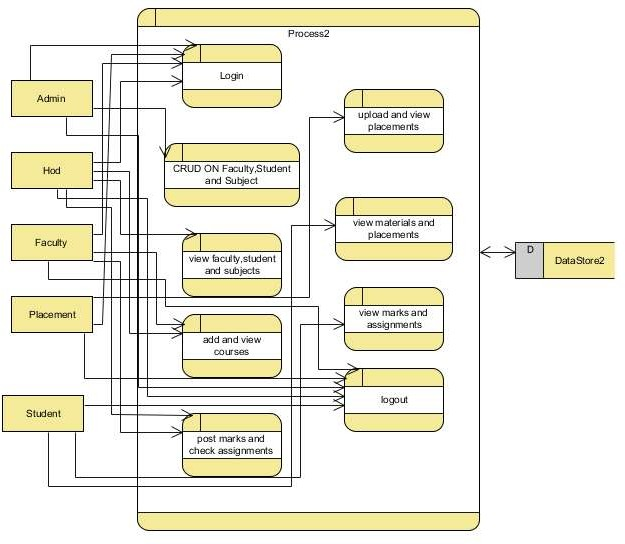 Process2
Login
Admin
upload and view
placements
Hod
CRUD ON Faculty,Student
and Subject
Faculty
view materials and
placements
D
DataStore2
view faculty,student
and subjects
Placement
view marks and
assignments
add and view
courses
Student
logout
post marks and
check assignments